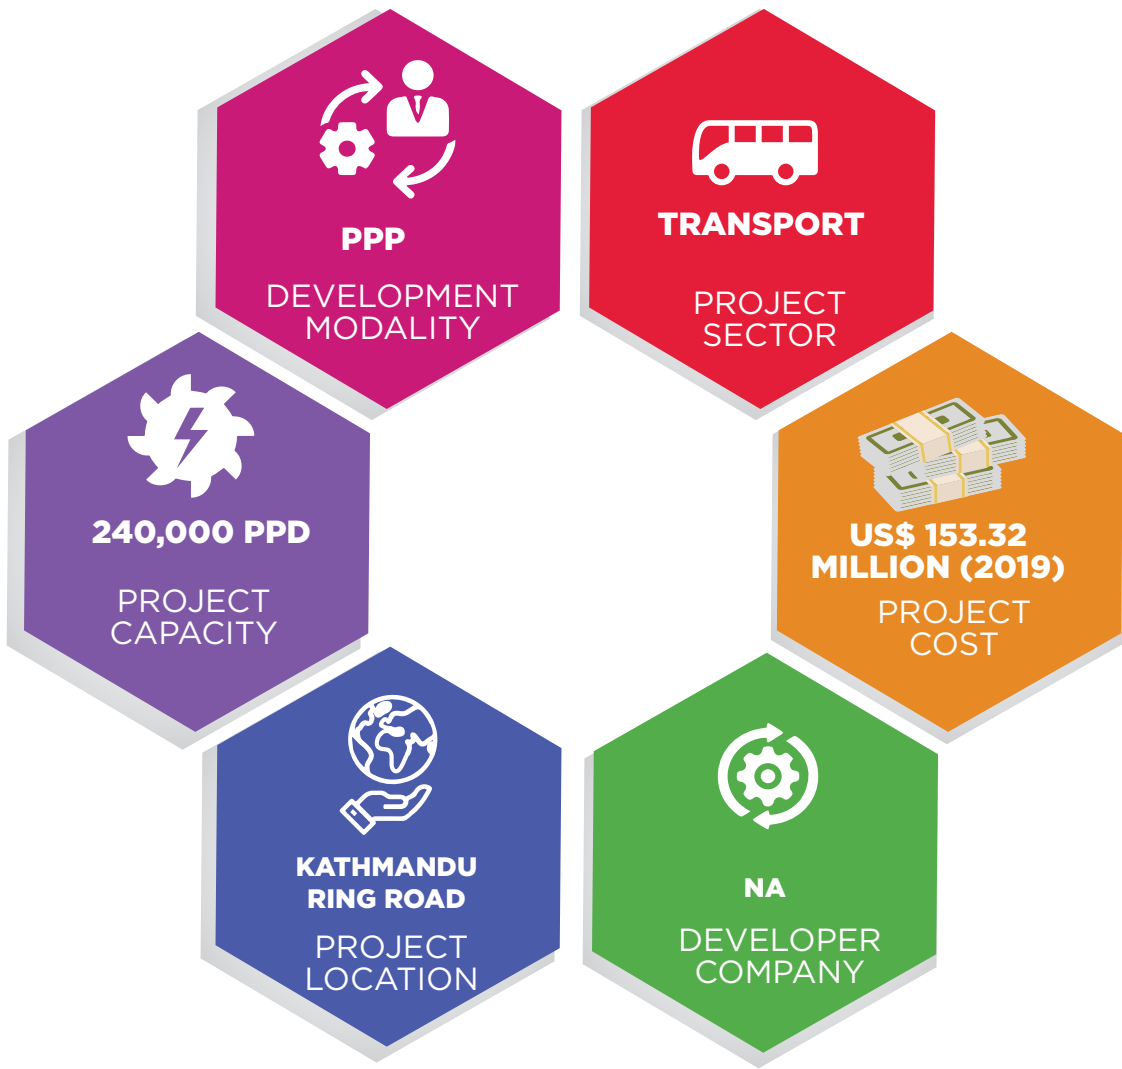 PPP
DEVELOPMENT
MODALITY
TRANSPORT
PROJECT
SECTOR
240,000 PPD
PROJECT
CAPACITY
US$ 153.32
MILLION (2019)
PROJECT
COST
KATHMANDU
RING ROAD
PROJECT
LOCATION
NA
DEVELOPER
COMPANY